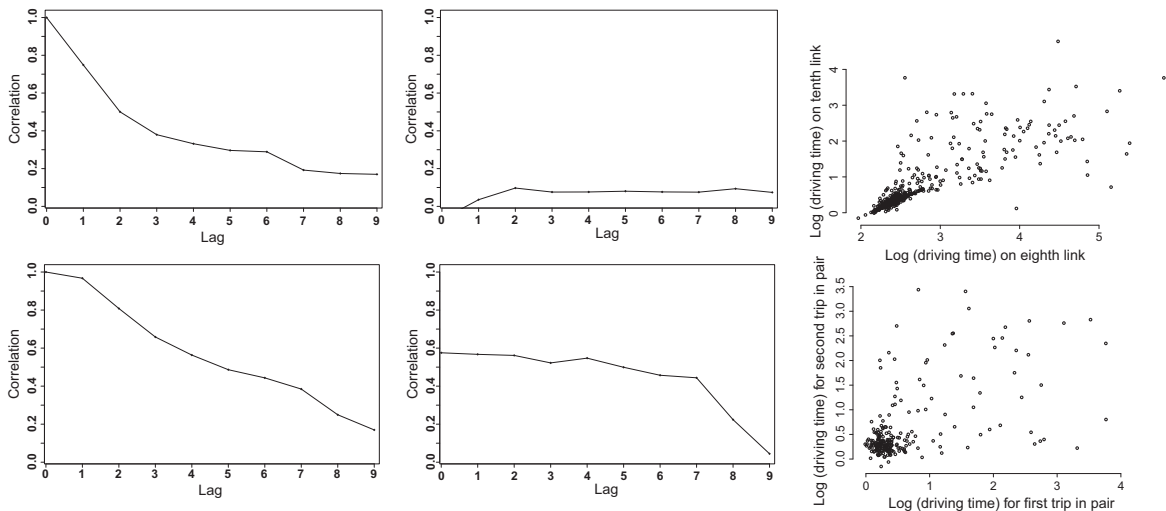 Correlation
0.0 0.2 0.4 0.6 0.8 1.0
0 1 2 3 4 5 6 7 8 9
Lag
Correlation
0.0 0.2 0.4 0.6 0.8 1.0
0 1 2 3 4 5 6 7 8 9
Lag
Log (driving time) on tenth link
0 1 2 3 4
2 3 4 5
Log (driving time) on eighth link
Correlation
0.0 0.2 0.4 0.6 0.8 1.0
0 1 2 3 4 5 6 7 8 9
Lag
Correlation
0.0 0.2 0.4 0.6 0.8 1.0
0 1 2 3 4 5 6 7 8 9
Lag
Log (driving time) for second trip in pair
0.0 0.5 1.0 1.5 2.0 2.5 3.0 3.5
0 1 2 3 4
Log (driving time) for first trip in pair